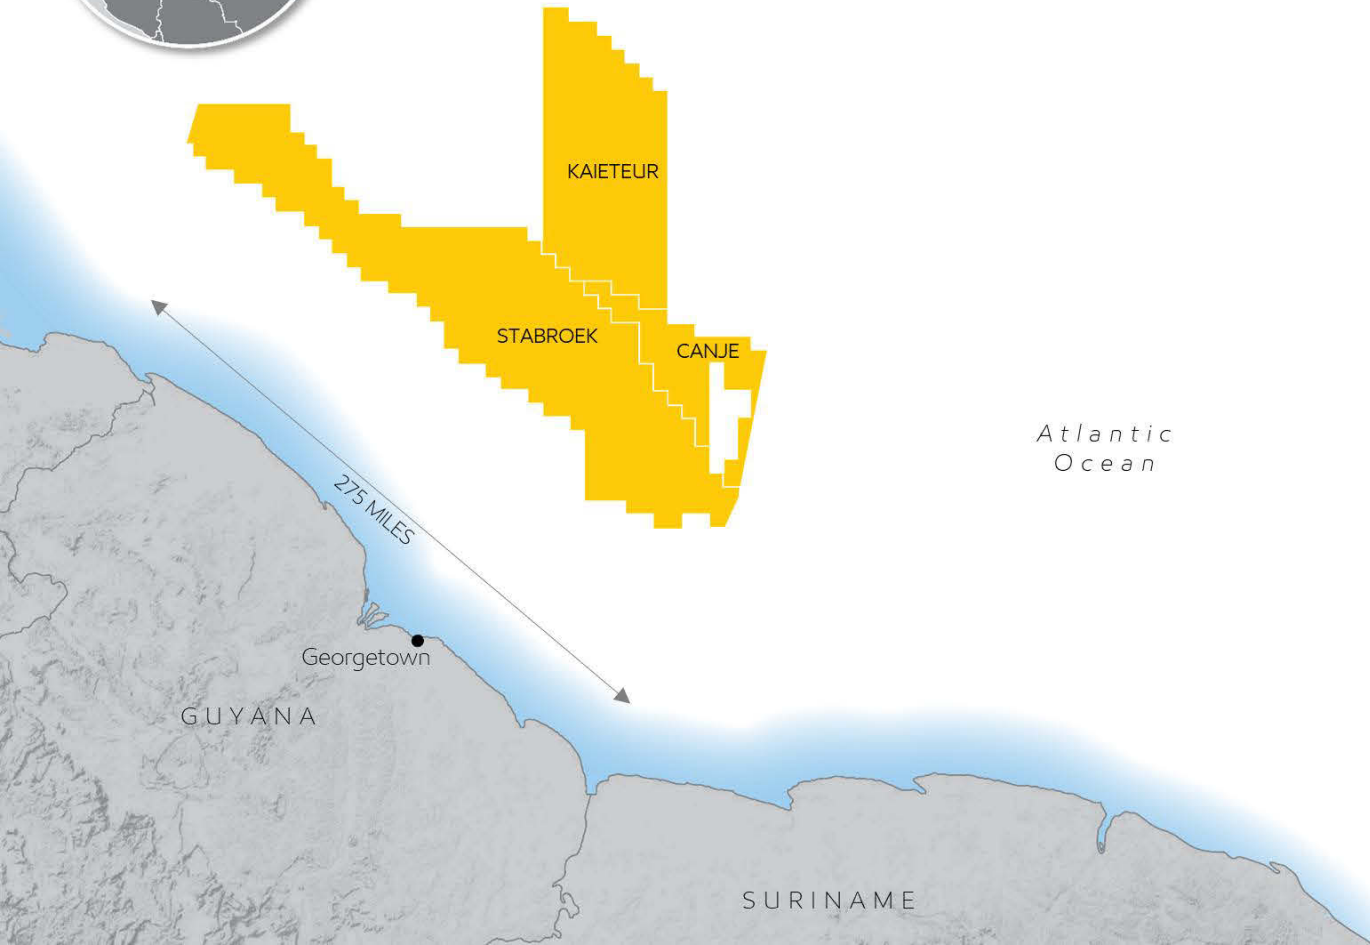 KAIETEUR
STABROEK
CANJE
Atlantic
Ocean
275 MILES
Georgetown
GUYANA
SURINAME